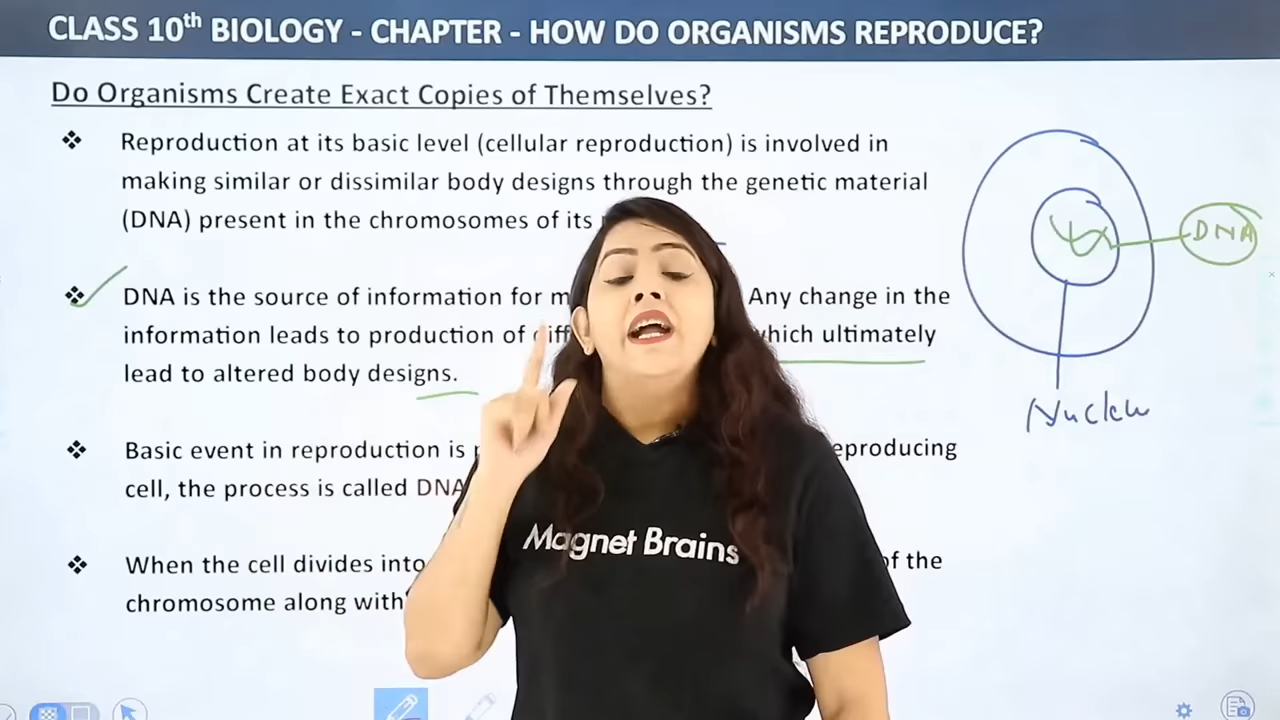 CLASS 10th BIOLOGY - CHAPTER - HOW DO ORGANISMS REPRODUCE?
Do Organisms Create Exact Copies of Themselves?
Reproduction at its basic level (cellular reproduction) is involved in
making similar or dissimilar body designs through the genetic material
(DNA) present in the chromosomes of its
DNA is the source of information for Any change in the
information leads to production of which ultimately
lead to altered body designs.
Basic event in reproduction is reproducing
cell, the process is called DNA
When the cell divides into of the
chromosome along with
DNA
Magnet Brains